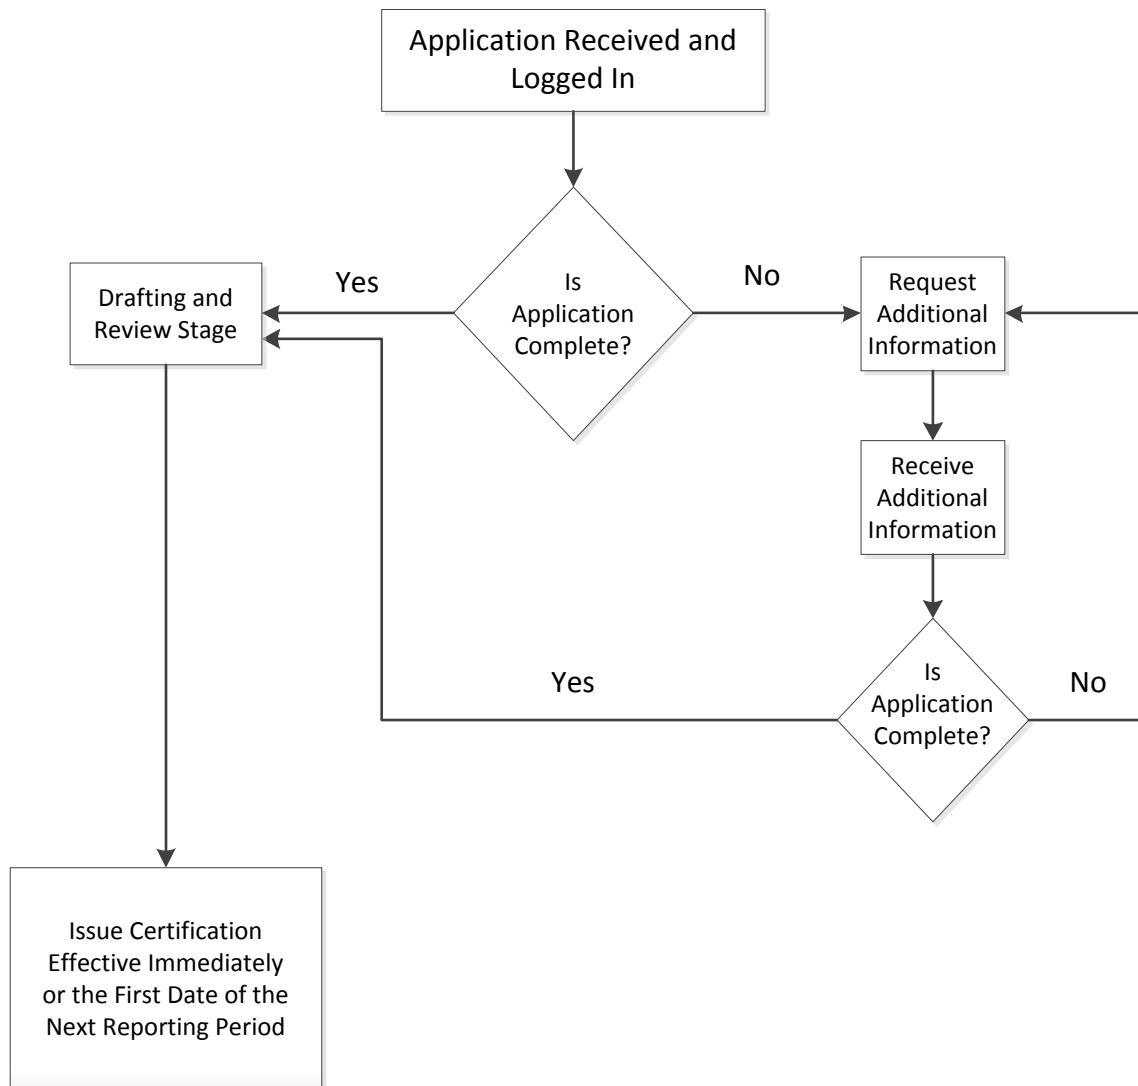 Application Received and
Logged In
Yes
Is
Application
Complete?
No
Drafting and
Review Stage
Request
Additional
Information
Receive
Additional
Information
Yes
Is
Application
Complete?
No
Issue Certification
Effective Immediately
or the First Date of the
Next Reporting Period